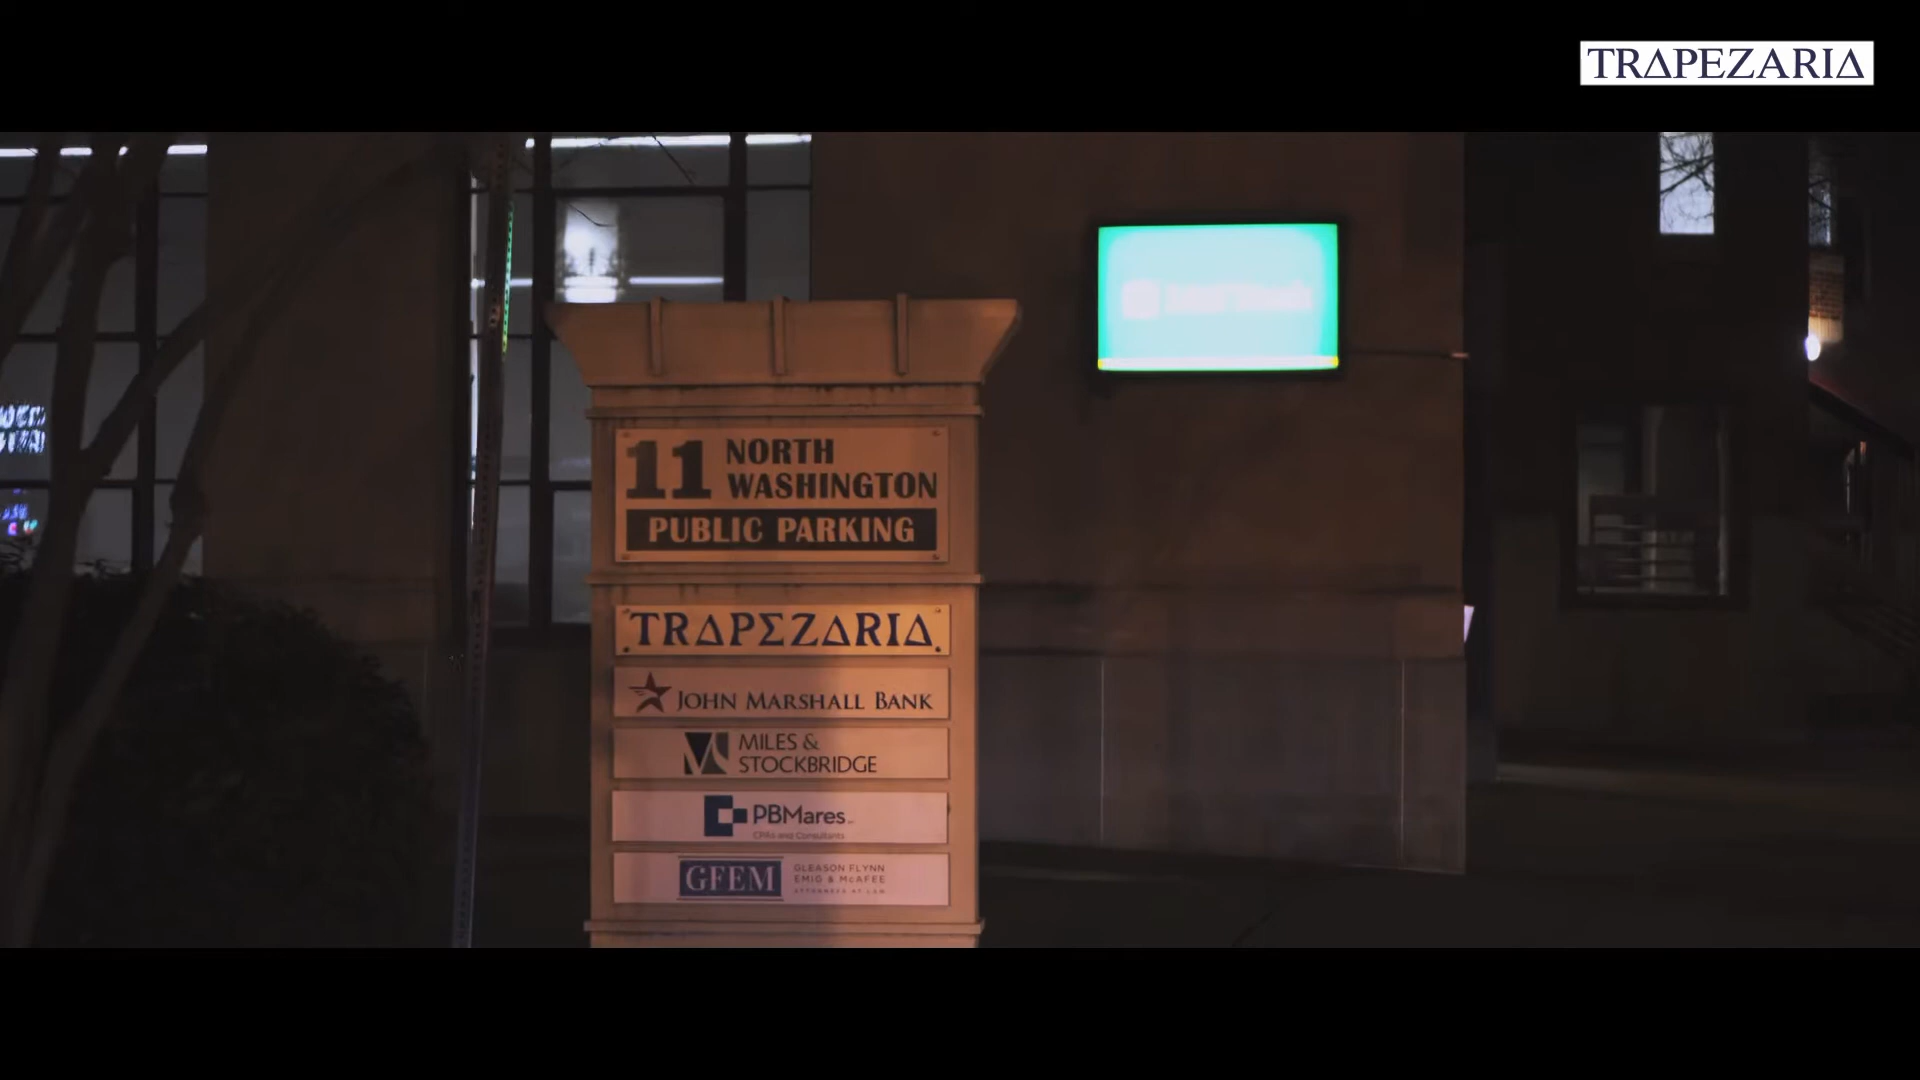 TRΔPEZARIΔ
11 NORTH
WASHINGTON
PUBLIC PARKING
TRΔPΣZΔRIΔ
JOHN MARSHALL BANK
MILES &
STOCKBRIDGE
PBMares
CPAs and Consultants
GFEM
GLEASON FLYNN
EMIG & McAFEE
ATTORNEYS AT LAW